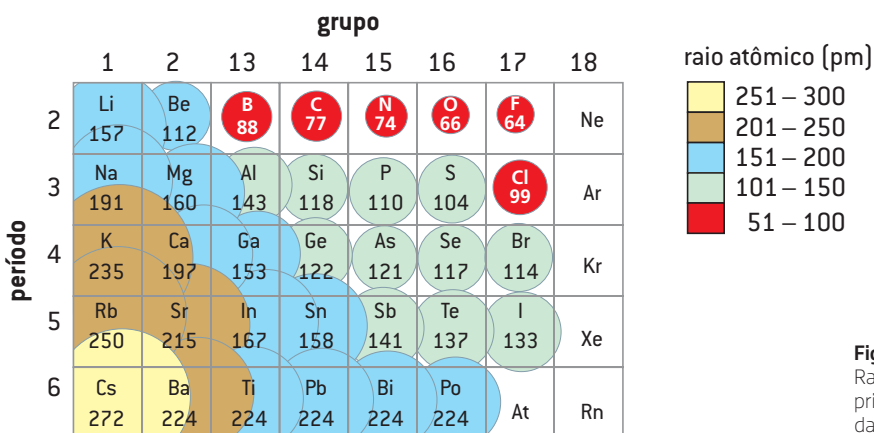 grupo
1 2 13 14 15 16 17 18
raio atômico (pm)
251 – 300
201 – 250
151 – 200
101 – 150
51 – 100
período
2
Li Be B C N O F Ne
157 112 88 77 74 66 64
3
Na Mg Al Si P S Cl Ar
191 160 143 118 110 104 99
4
K Ca Ga Ge As Se Br Kr
235 197 153 122 121 117 114
5
Rb Sr In Sn Sb Te I Xe
250 215 167 158 141 137 133
6
Cs Ba Ti Pb Bi Po At Rn
272 224 224 224 224 224
Fig
Ra
pri
da